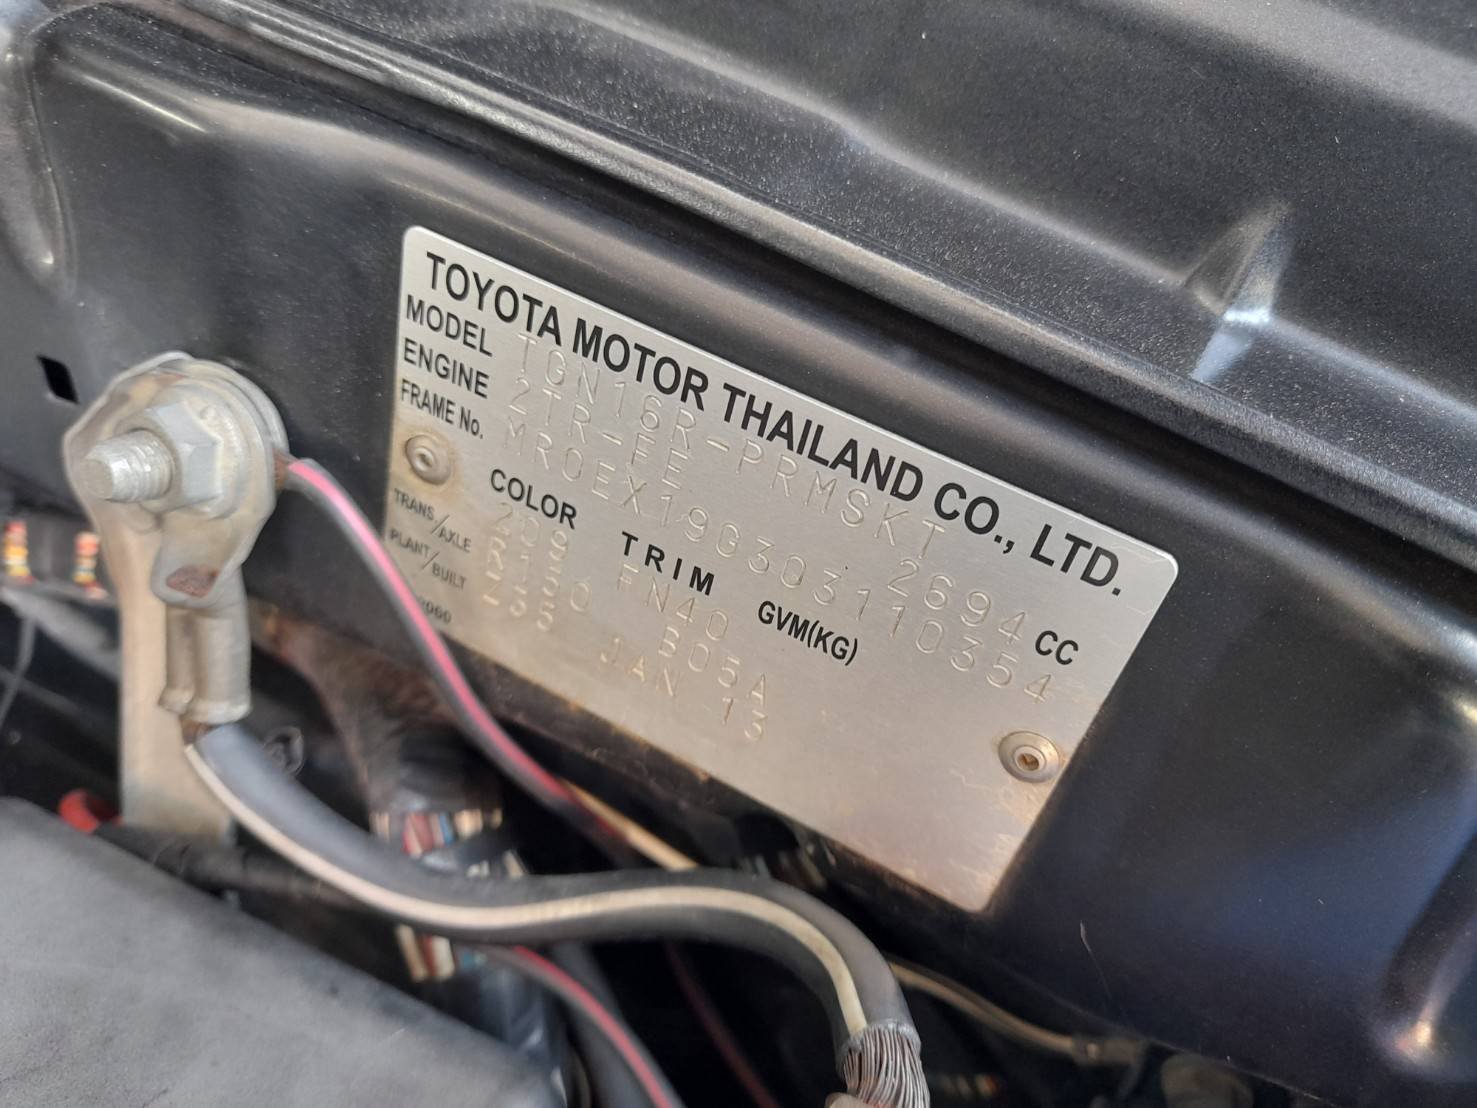 TOYOTA MOTOR THAILAND CO., LTD.
MODEL TGN16R-PRMSKT
ENGINE 2TR-FE 2694 CC
FRAME No. MR0EX19G303110354
COLOR TRIM GVM(KG)
209 FN40
TRANS/AXLE R150 B05A
PLANT/BUILT JAN 13